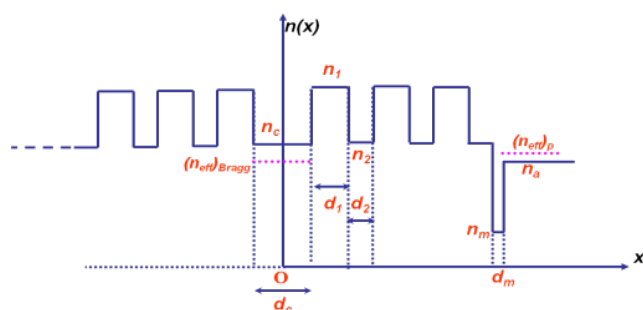 n(x)
n1
nc
n2
(neff)Bragg
(neff)p
na
d1
d2
nm
O
x
dc
dm